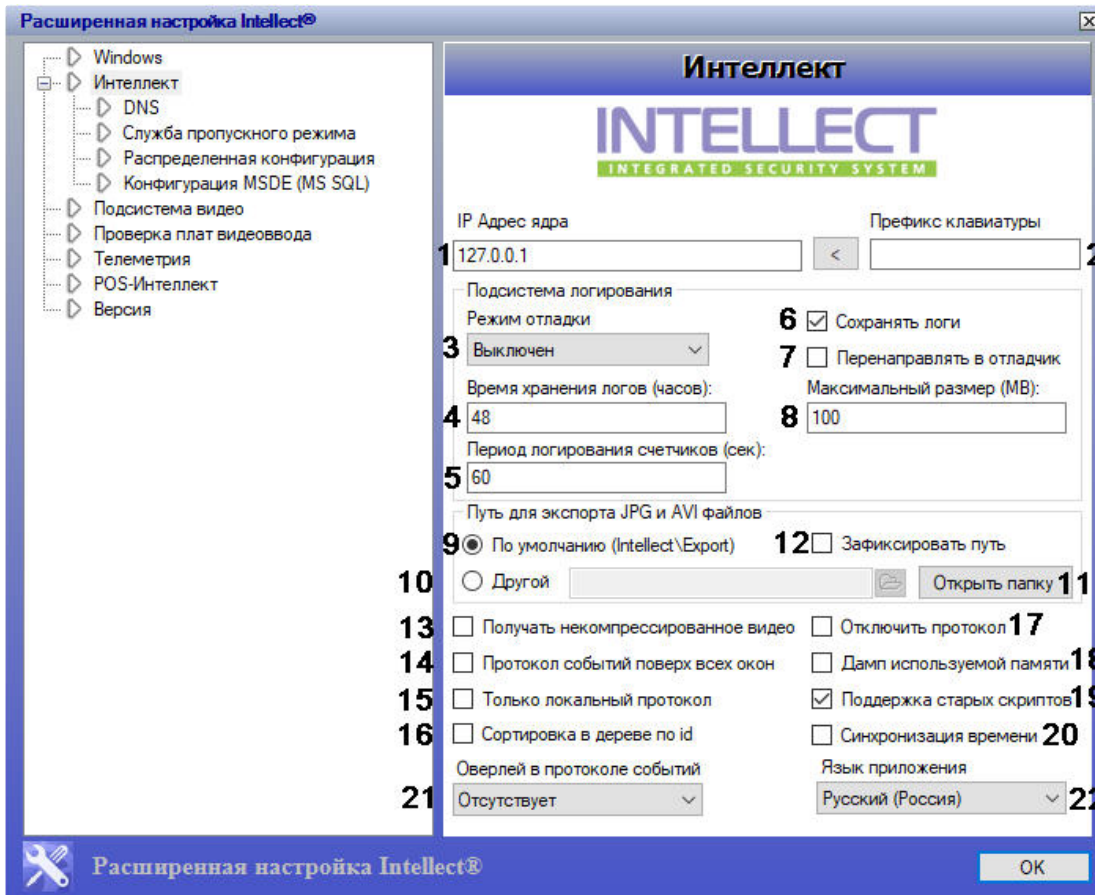 Расширенная настройка Intellect®
Windows
Интеллект
DNS
Служба пропускного режима
Распределенная конфигурация
Конфигурация MSDE (MS SQL)
Подсистема видео
Проверка плат видеоввода
Телеметрия
POS-Интеллект
Версия
Интеллект
INTELLECT
INTEGRATED SECURITY SYSTEM
IP Адрес ядра Префикс клавиатуры
1 127.0.0.1 < 2
Подсистема логирования
Режим отладки 6 Сохранять логи
3 Выключен 7 Перенаправлять в отладчик
Время хранения логов (часов): Максимальный размер (MB):
4 48 8 100
Период логирования счетчиков (сек):
5 60
Путь для экспорта JPG и AVI файлов
9 По умолчанию (Intellect\Export) 12 Зафиксировать путь
10 Другой Открыть папку 11
13 Получать некомпрессированное видео Отключить протокол 17
14 Протокол событий поверх всех окон Дамп используемой памяти 18
15 Только локальный протокол Поддержка старых скриптов 19
16 Сортировка в дереве по id Синхронизация времени 20
Оверлей в протоколе событий Язык приложения
21 Отсутствует Русский (Россия) 22
Расширенная настройка Intellect®
OK